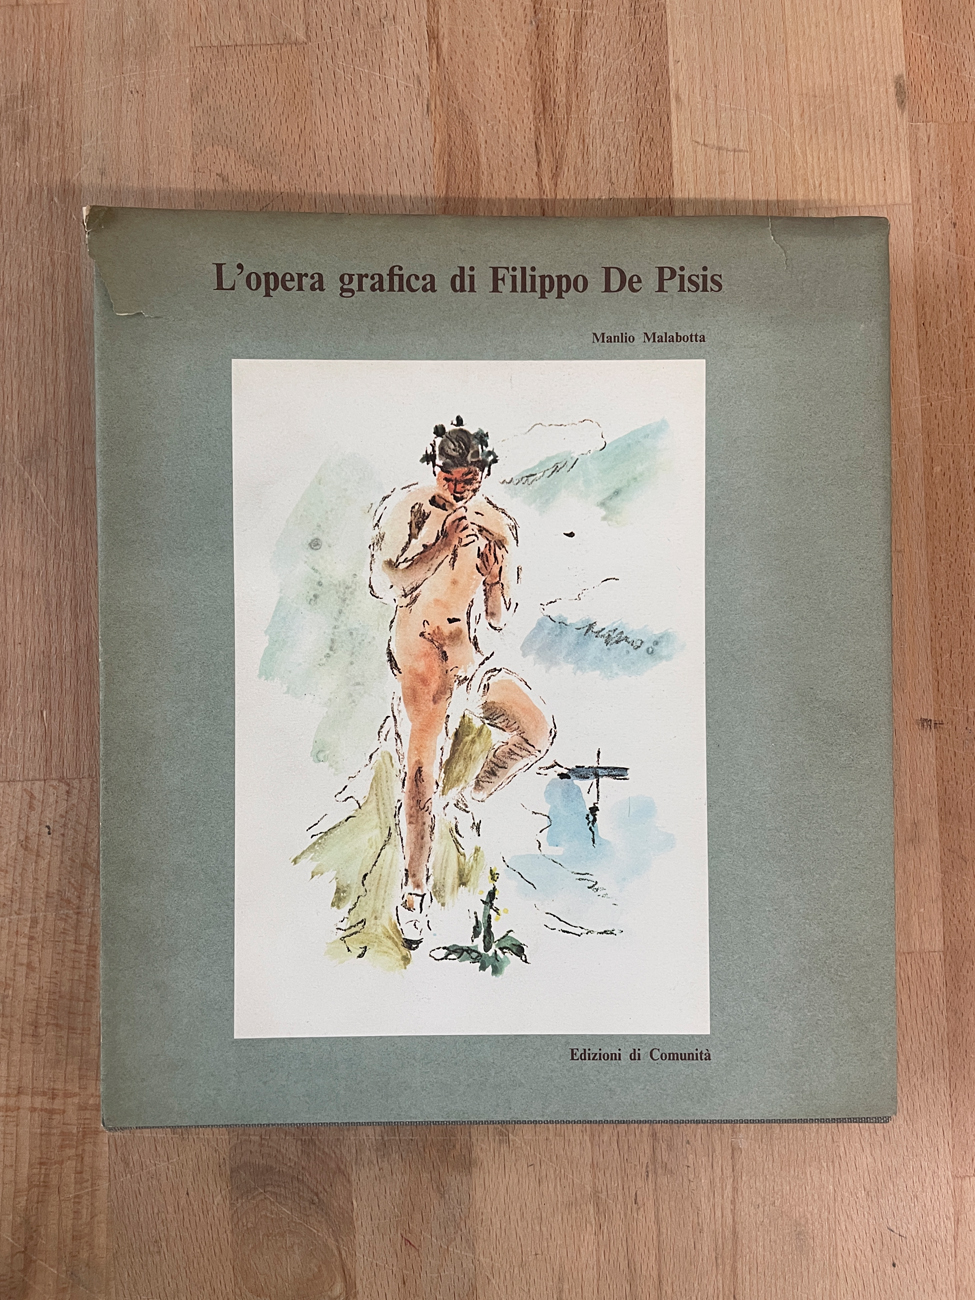 L'opera grafica di Filippo De Pisis
Manlio Malabotta
Edizioni di Comunità